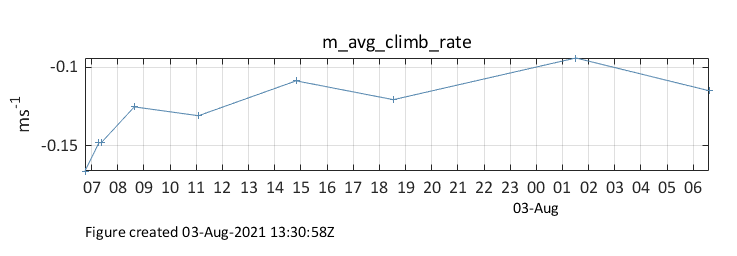 m_avg_climb_rate
-0.1
ms-1
-0.15
07 08 09 10 11 12 13 14 15 16 17 18 19 20 21 22 23 00 01 02 03 04 05 06
03-Aug
Figure created 03-Aug-2021 13:30:58Z